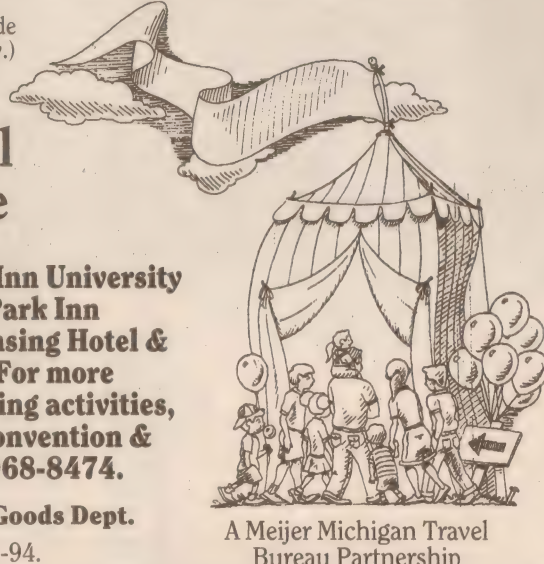 de
.)
l
e
Inn University
Park Inn
nsing Hotel &
For more
ing activities,
onvention &
968-8474.
Goods Dept.
-94.
A Meijer Michigan Travel
Bureau Partnership